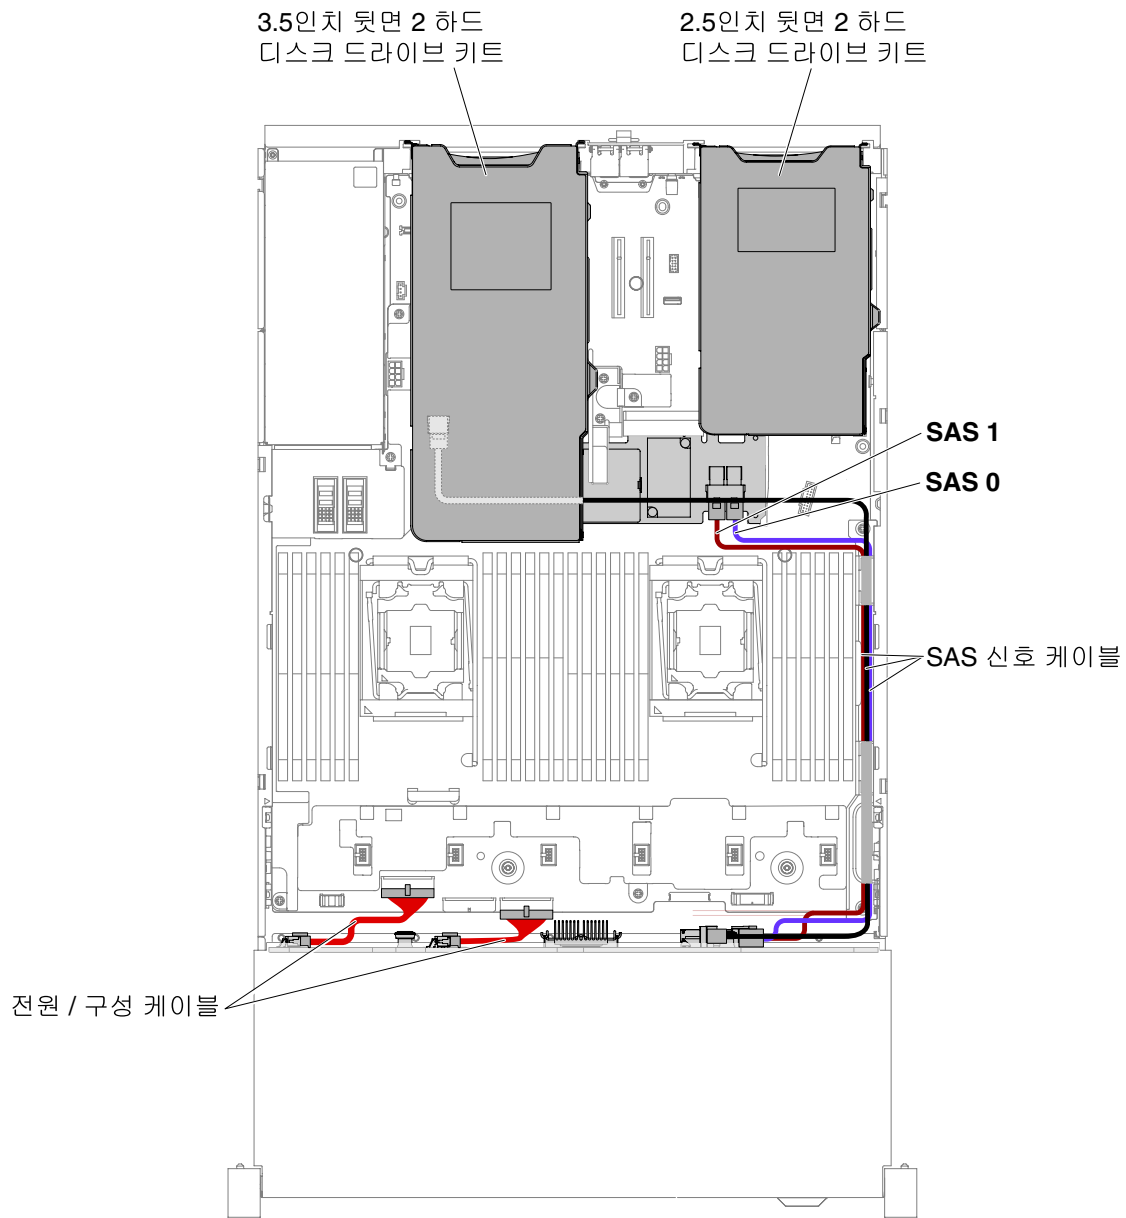 3.5인치 뒷면 2 하드
디스크 드라이브 키트
2.5인치 뒷면 2 하드
디스크 드라이브 키트
SAS 1
SAS 0
SAS 신호 케이블
전원 / 구성 케이블